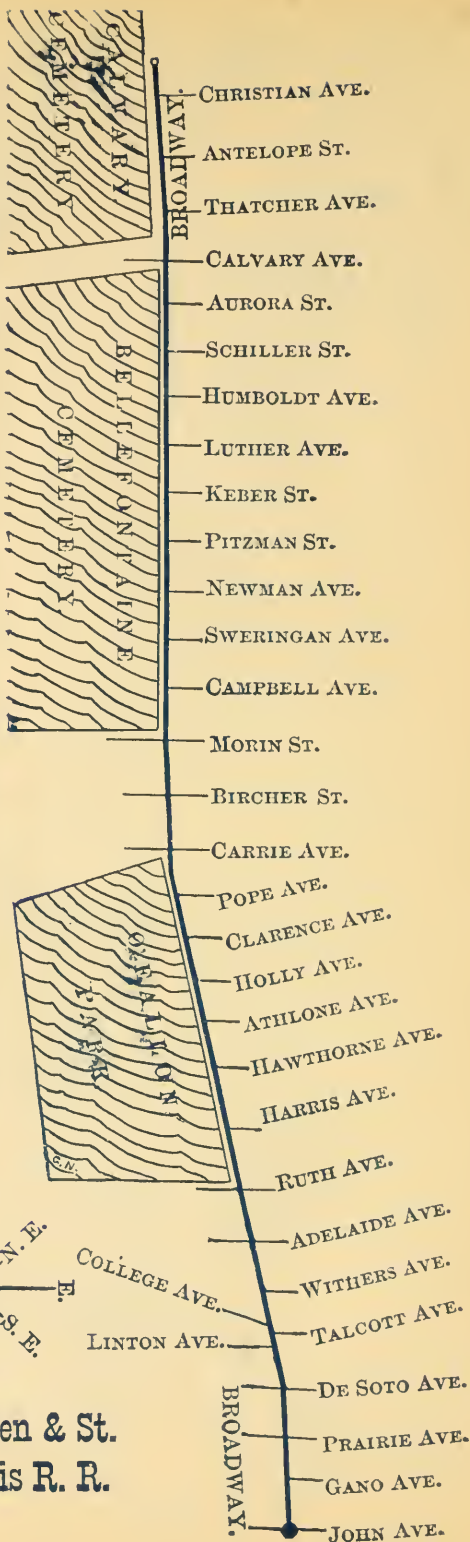 CALVARY
CEMETERY
BROADWAY.
CHRISTIAN AVE.
ANTELOPE ST.
THATCHER AVE.
CALVARY AVE.
AURORA ST.
SCHILLER ST.
HUMBOLDT AVE.
LUTHER AVE.
KEBER ST.
PITZMAN ST.
NEWMAN AVE.
SWERINGAN AVE.
CAMPBELL AVE.
BELLEFONTAINE
CEMETERY.
MORIN ST.
BIRCHER ST.
CARRIE AVE.
POPE AVE.
CLARENCE AVE.
HOLLY AVE.
ATHLONE AVE.
HAWTHORNE AVE.
HARRIS AVE.
O'FALLON
PARK
C.N.
RUTH AVE.
ADELAIDE AVE.
WITHERS AVE.
TALCOTT AVE.
N. E.
E.
S. E.
COLLEGE AVE.
LINTON AVE.
DE SOTO AVE.
PRAIRIE AVE.
GANO AVE.
JOHN AVE.
BROADWAY.
en & St.
is R. R.